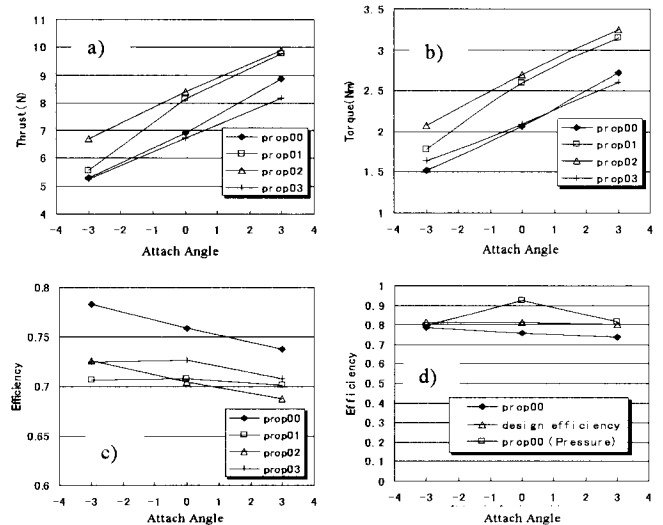 a)
Thrust(N)
11
10
9
8
7
6
5
4
-4 -3 -2 -1 0 1 2 3 4
Attach Angle
prop00
prop01
prop02
prop03
b)
Torque(Nm)
3.5
3
2.5
2
1.5
1
-4 -3 -2 -1 0 1 2 3 4
Attach Angle
prop00
prop01
prop02
prop03
c)
Efficiency
0.8
0.75
0.7
0.65
0.6
-4 -3 -2 -1 0 1 2 3 4
Attach Angle
prop00
prop01
prop02
prop03
d)
Efficiency
1
0.9
0.8
0.7
0.6
0.5
0.4
0.3
0.2
0.1
0
-4 -3 -2 -1 0 1 2 3 4
Attach Angle
prop00
design efficiency
prop00 (Pressure)